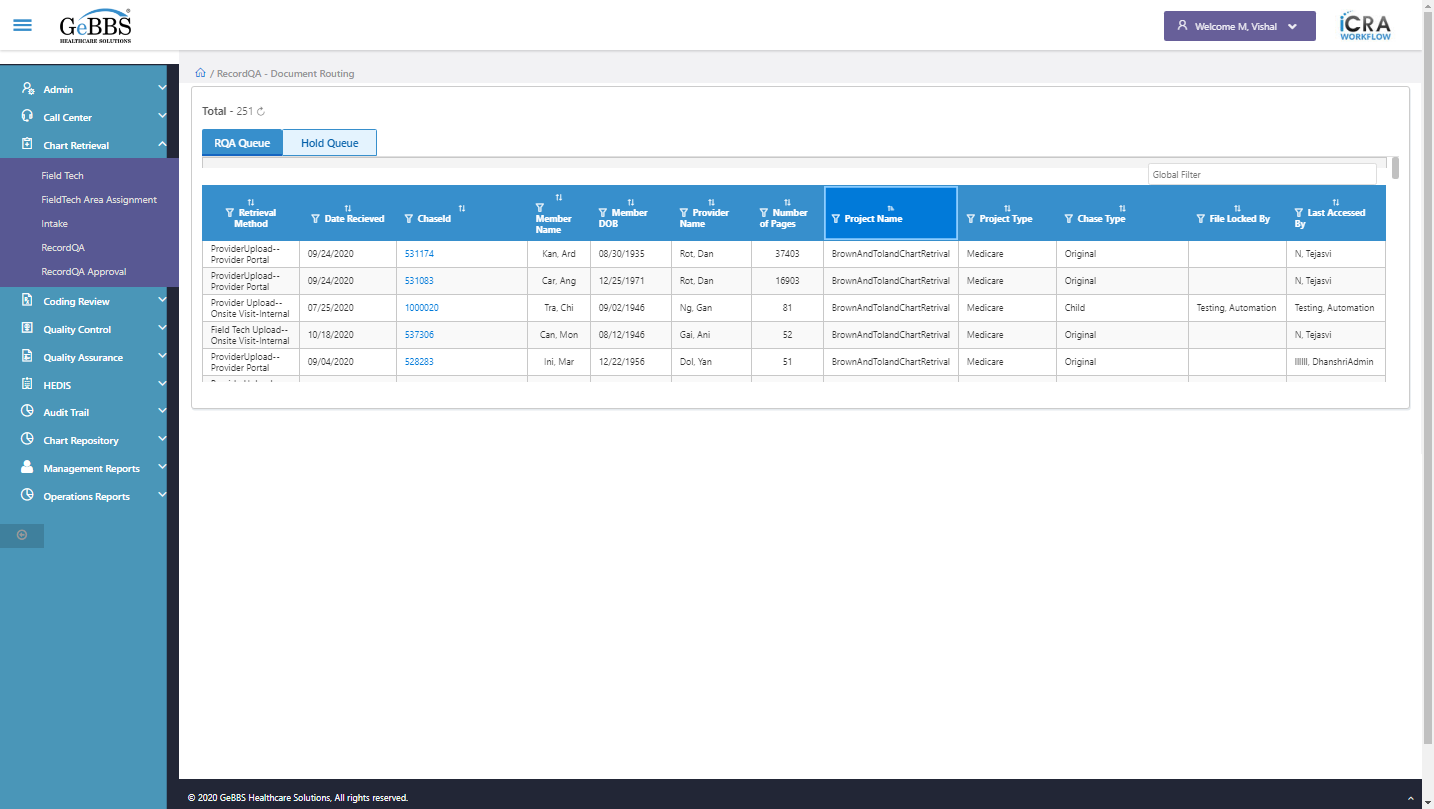 GeBBS
HEALTHCARE SOLUTIONS
Welcome M, Vishal
iCRA
WORKFLOW
Admin
Call Center
Chart Retrieval
Field Tech
FieldTech Area Assignment
Intake
RecordQA
RecordQA Approval
Coding Review
Quality Control
Quality Assurance
HEDIS
Audit Trail
Chart Repository
Management Reports
Operations Reports
/ RecordQA - Document Routing
Total - 251
RQA Queue Hold Queue
Global Filter
Retrieval Method Date Recieved ChaseId Member Name Member DOB Provider Name Number of Pages Project Name Project Type Chase Type File Locked By Last Accessed By
ProviderUpload--Provider Portal 09/24/2020 531174 Kan, Ard 08/30/1935 Rot, Dan 37403 BrownAndTolandChartRetrival Medicare Original N, Tejasvi
ProviderUpload--Provider Portal 09/24/2020 531083 Car, Ang 12/25/1971 Rot, Dan 16903 BrownAndTolandChartRetrival Medicare Original N, Tejasvi
Provider Upload--Onsite Visit-Internal 07/25/2020 1000020 Tra, Chi 09/02/1946 Ng, Gan 81 BrownAndTolandChartRetrival Medicare Child Testing, Automation Testing, Automation
Field Tech Upload--Onsite Visit-Internal 10/18/2020 537306 Can, Mon 08/12/1946 Gai, Ani 52 BrownAndTolandChartRetrival Medicare Original N, Tejasvi
ProviderUpload--Provider Portal 09/04/2020 528283 Ini, Mar 12/22/1956 Dol, Yan 51 BrownAndTolandChartRetrival Medicare Original llllll, DhanshriAdmin
© 2020 GeBBS Healthcare Solutions, All rights reserved.